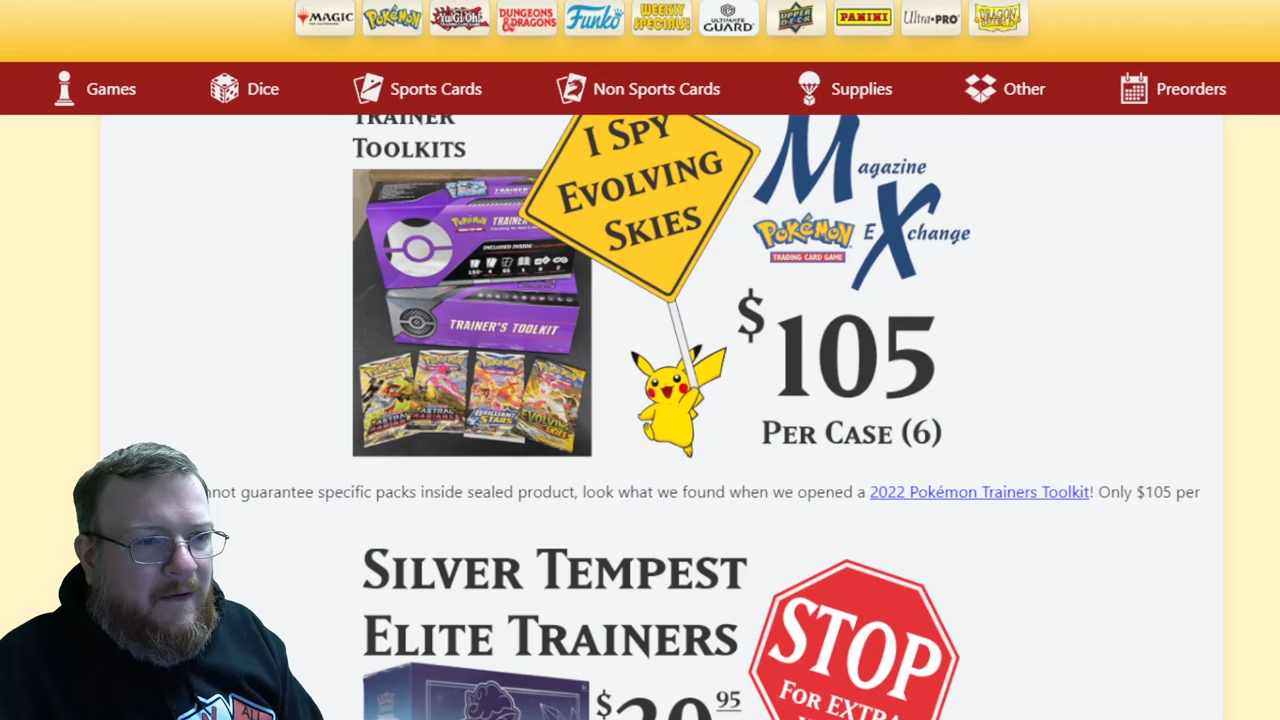 MAGIC
Pokémon
Yu-Gi-Oh!
DUNGEONS & DRAGONS
Funko
WEEKLY SPECIALS!
ULTIMATE GUARD
UPPER DECK
PANINI
Ultra•PRO
Games
Dice
Sports Cards
Non Sports Cards
Supplies
Other
Preorders
TRAINER
TOOLKITS
I SPY
EVOLVING
SKIES
Magazine
Pokémon
TRADING CARD GAME
EXchange
TRAINER'S TOOLKIT
$105
PER CASE (6)
not guarantee specific packs inside sealed product, look what we found when we opened a 2022 Pokémon Trainers Toolkit! Only $105 per
SILVER TEMPEST
ELITE TRAINERS
STOP
FOR EXTRA